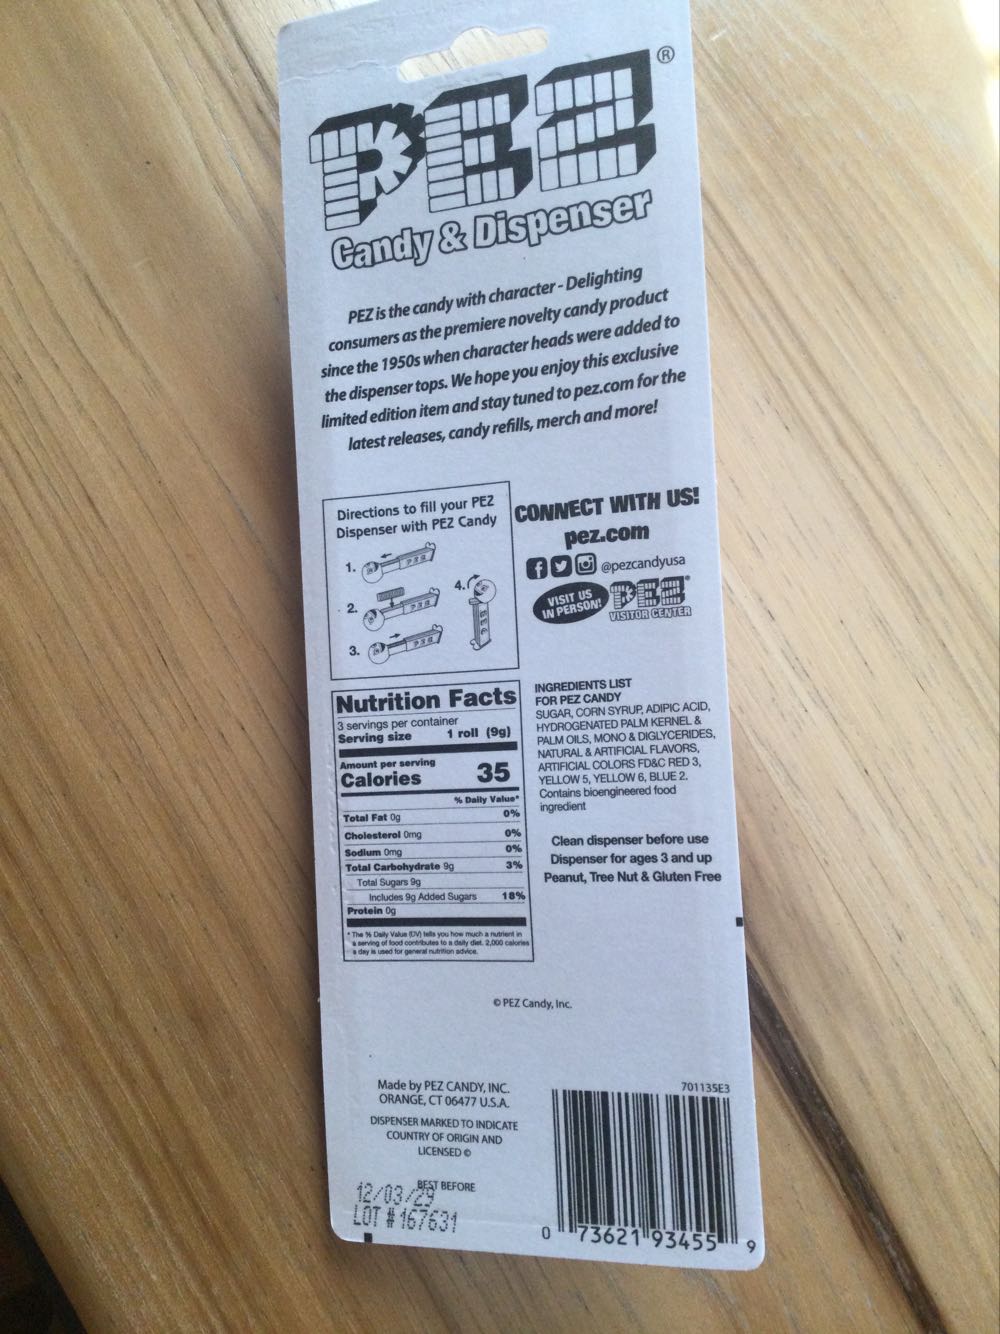 PEZ®
Candy & Dispenser
PEZ is the candy with character - Delighting
consumers as the premiere novelty candy product
since the 1950s when character heads were added to
the dispenser tops. We hope you enjoy this exclusive
limited edition item and stay tuned to pez.com for the
latest releases, candy refills, merch and more!
Directions to fill your PEZ
Dispenser with PEZ Candy
1.
PEZ
2.
PEZ
3.
PEZ
4.
PEZ
CONNECT WITH US!
pez.com
@pezcandyusa
VISIT US
IN PERSON!
PEZ®
VISITOR CENTER
Nutrition Facts
3 servings per container
Serving size 1 roll (9g)
Amount per serving
Calories 35
% Daily Value*
Total Fat 0g 0%
Cholesterol 0mg 0%
Sodium 0mg 0%
Total Carbohydrate 9g 3%
Total Sugars 9g
Includes 9g Added Sugars 18%
Protein 0g
* The % Daily Value (DV) tells you how much a nutrient in
a serving of food contributes to a daily diet. 2,000 calories
a day is used for general nutrition advice.
INGREDIENTS LIST
FOR PEZ CANDY
SUGAR, CORN SYRUP, ADIPIC ACID,
HYDROGENATED PALM KERNEL &
PALM OILS, MONO & DIGLYCERIDES,
NATURAL & ARTIFICIAL FLAVORS,
ARTIFICIAL COLORS FD&C RED 3,
YELLOW 5, YELLOW 6, BLUE 2.
Contains bioengineered food
ingredient
Clean dispenser before use
Dispenser for ages 3 and up
Peanut, Tree Nut & Gluten Free
© PEZ Candy, Inc.
Made by PEZ CANDY, INC.
ORANGE, CT 06477 U.S.A.
DISPENSER MARKED TO INDICATE
COUNTRY OF ORIGIN AND
LICENSED ©
BEST BEFORE
12/03/29
LOT # 167631
701135E3
0 73621 93455 9